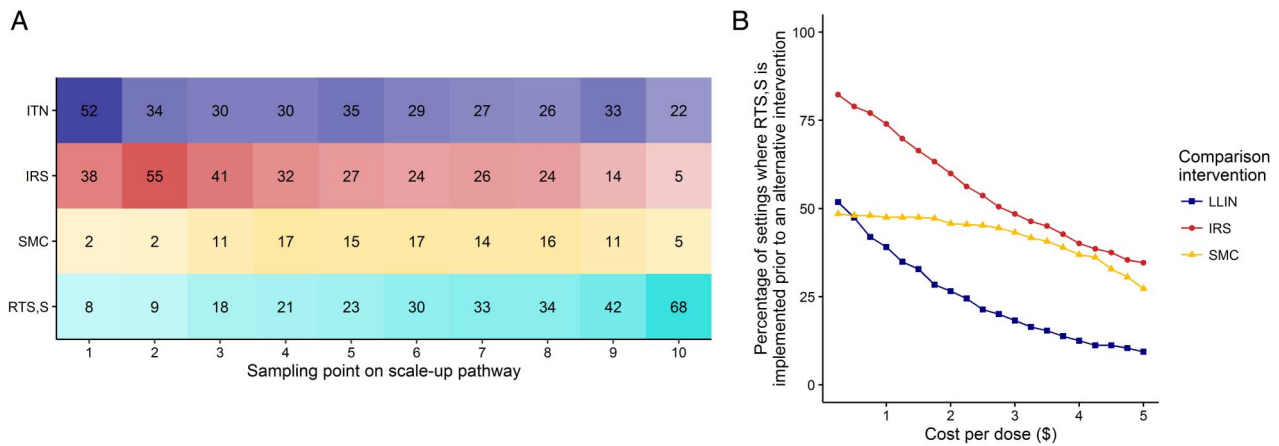 A
ITN 52 34 30 30 35 29 27 26 33 22
IRS 38 55 41 32 27 24 26 24 14 5
SMC 2 2 11 17 15 17 14 16 11 5
RTS,S 8 9 18 21 23 30 33 34 42 68
1 2 3 4 5 6 7 8 9 10
Sampling point on scale-up pathway
B
Percentage of settings where RTS,S is
implemented prior to an alternative intervention
100
75
50
25
0
1 2 3 4 5
Cost per dose ($)
Comparison
intervention
LLIN
IRS
SMC